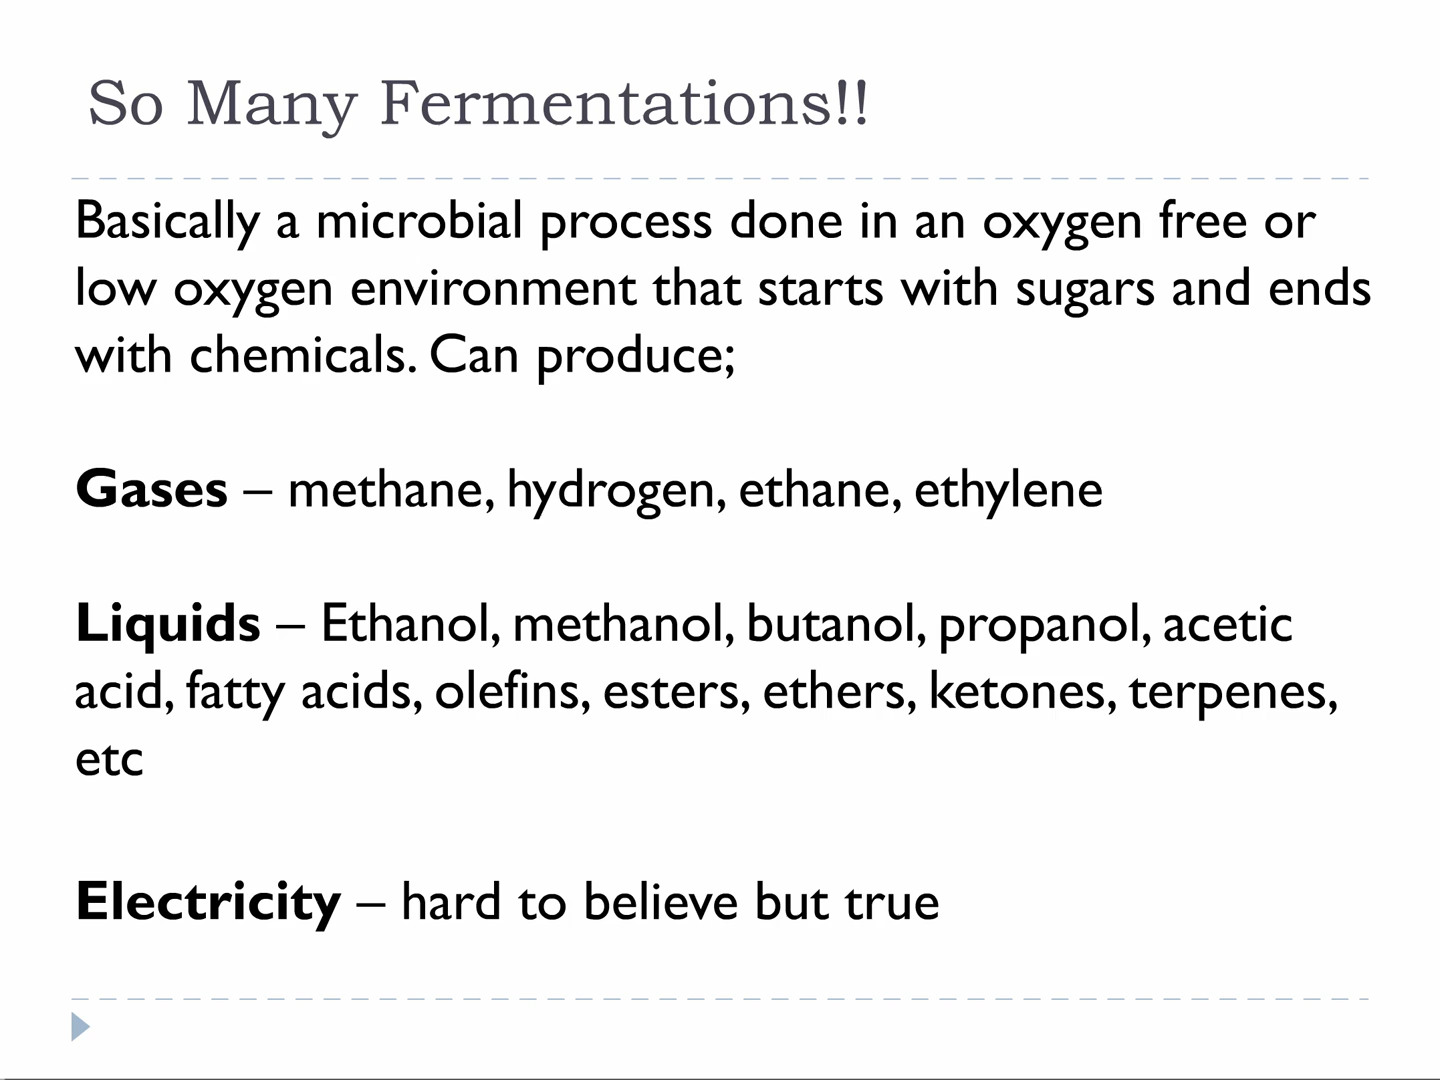 So Many Fermentations!!
Basically a microbial process done in an oxygen free or
low oxygen environment that starts with sugars and ends
with chemicals. Can produce;
Gases – methane, hydrogen, ethane, ethylene
Liquids – Ethanol, methanol, butanol, propanol, acetic
acid, fatty acids, olefins, esters, ethers, ketones, terpenes,
etc
Electricity – hard to believe but true